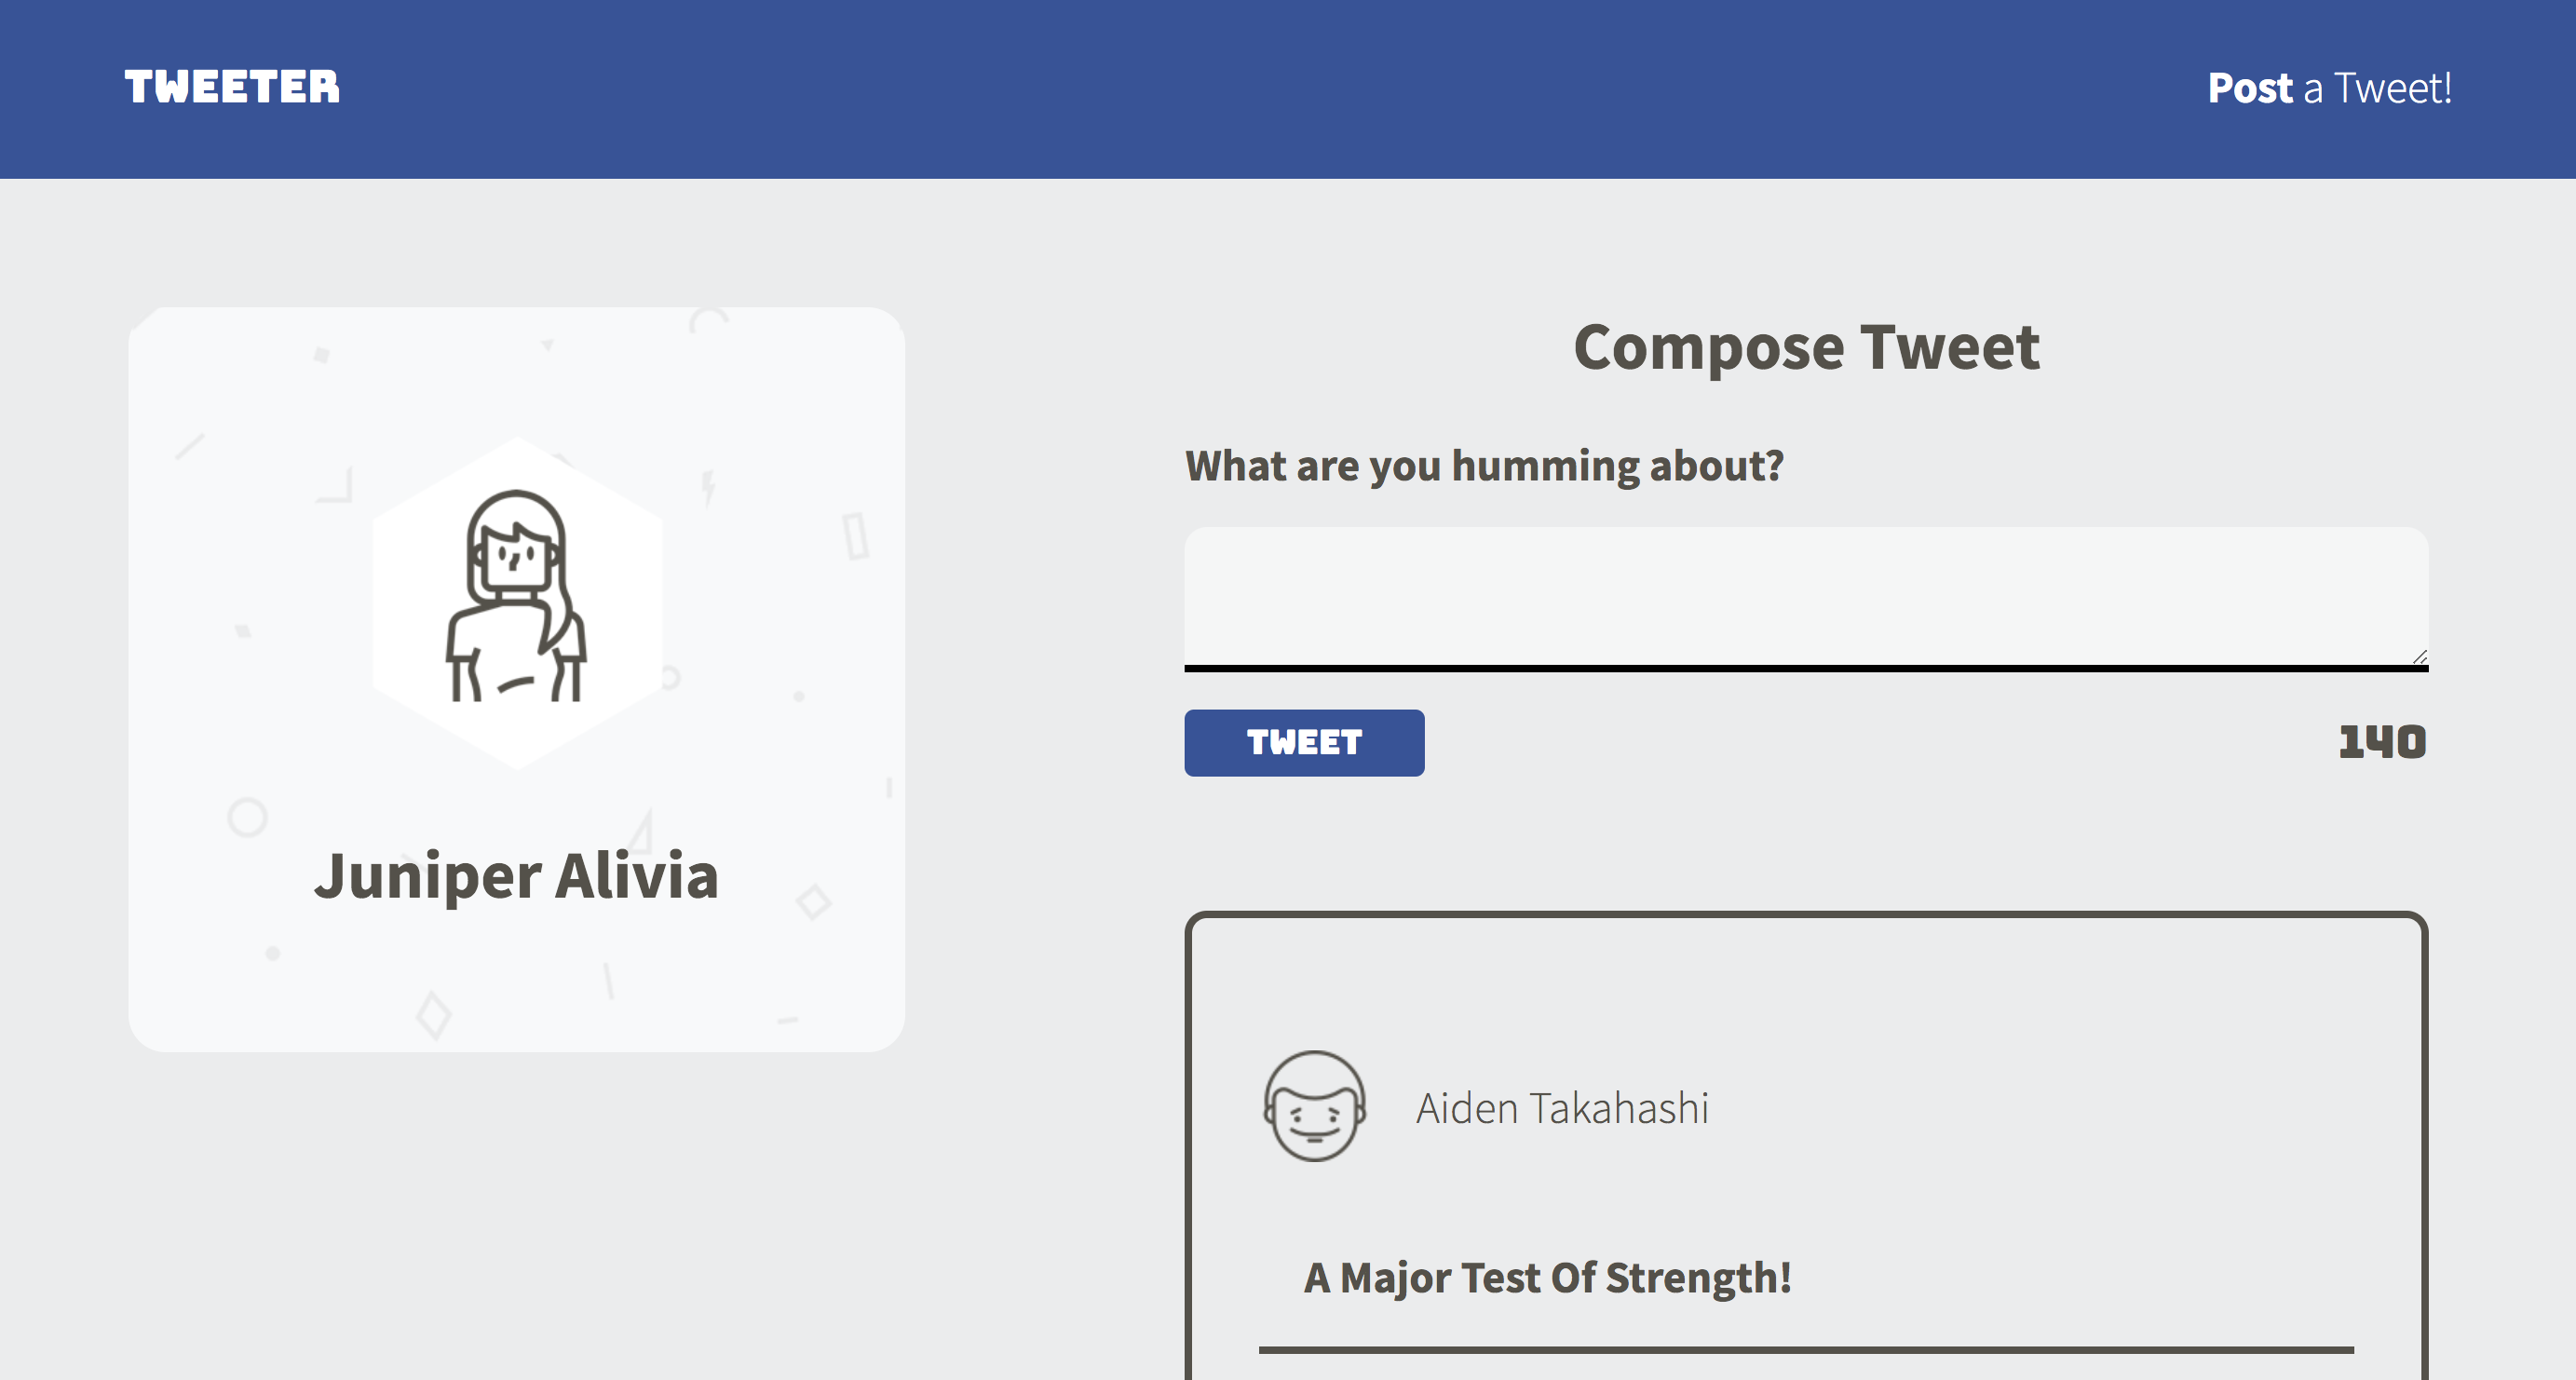 TWEETER
Post a Tweet!
Juniper Alivia
Compose Tweet
What are you humming about?
TWEET
140
Aiden Takahashi
A Major Test Of Strength!